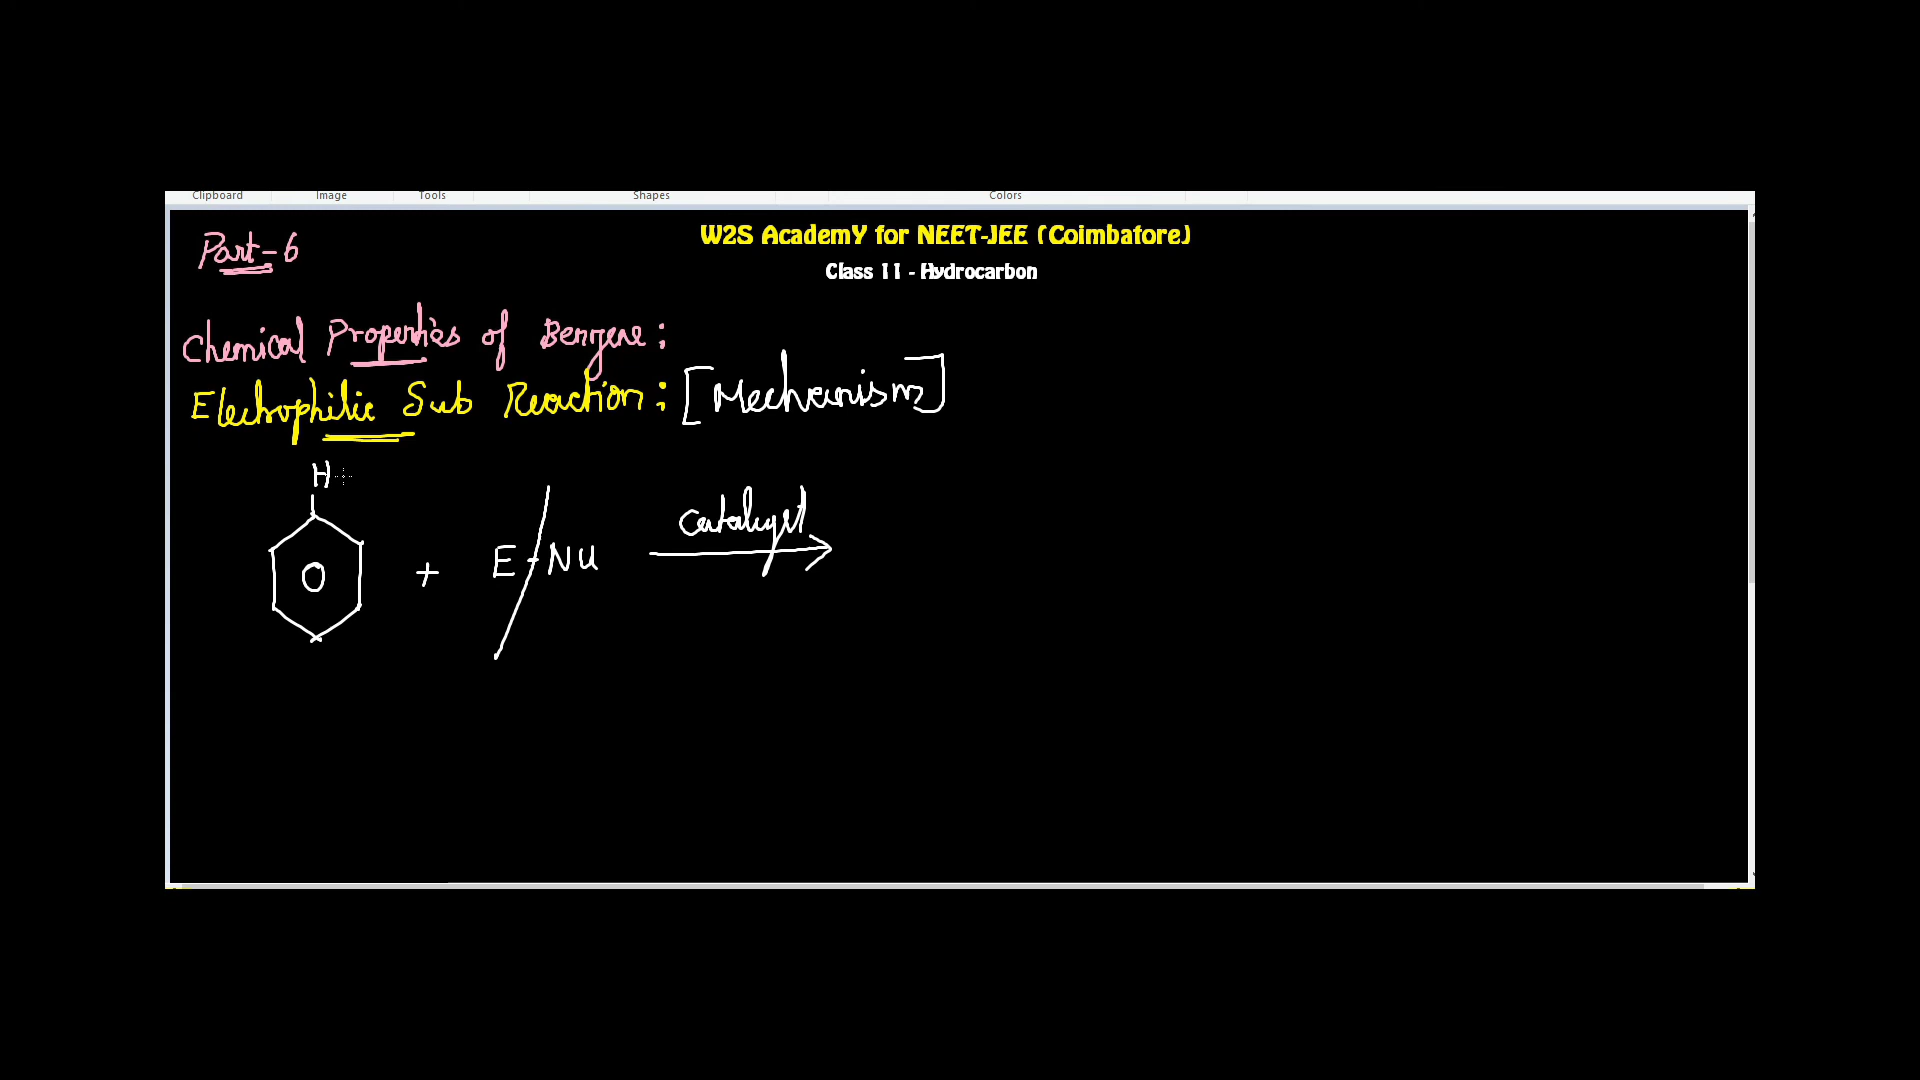 Clipboard Image Tools Shapes Colors
W2S AcademY for NEET-JEE (Coimbatore)
Part-6
Class 11 - Hydrocarbon
Chemical Properties of Benzene:
Electrophilic Sub Reaction: [Mechanism]
H
+ E-Nu catalyst